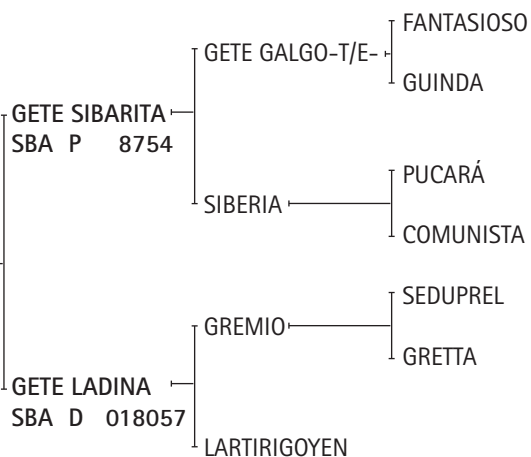 FANTASIOSO
GETE GALGO-T/E-
GUINDA
GETE SIBARITA
SBA P 8754
PUCARÁ
SIBERIA
COMUNISTA
SEDUPREL
GREMIO
GRETTA
GETE LADINA
SBA D 018057
LARTIRIGOYEN